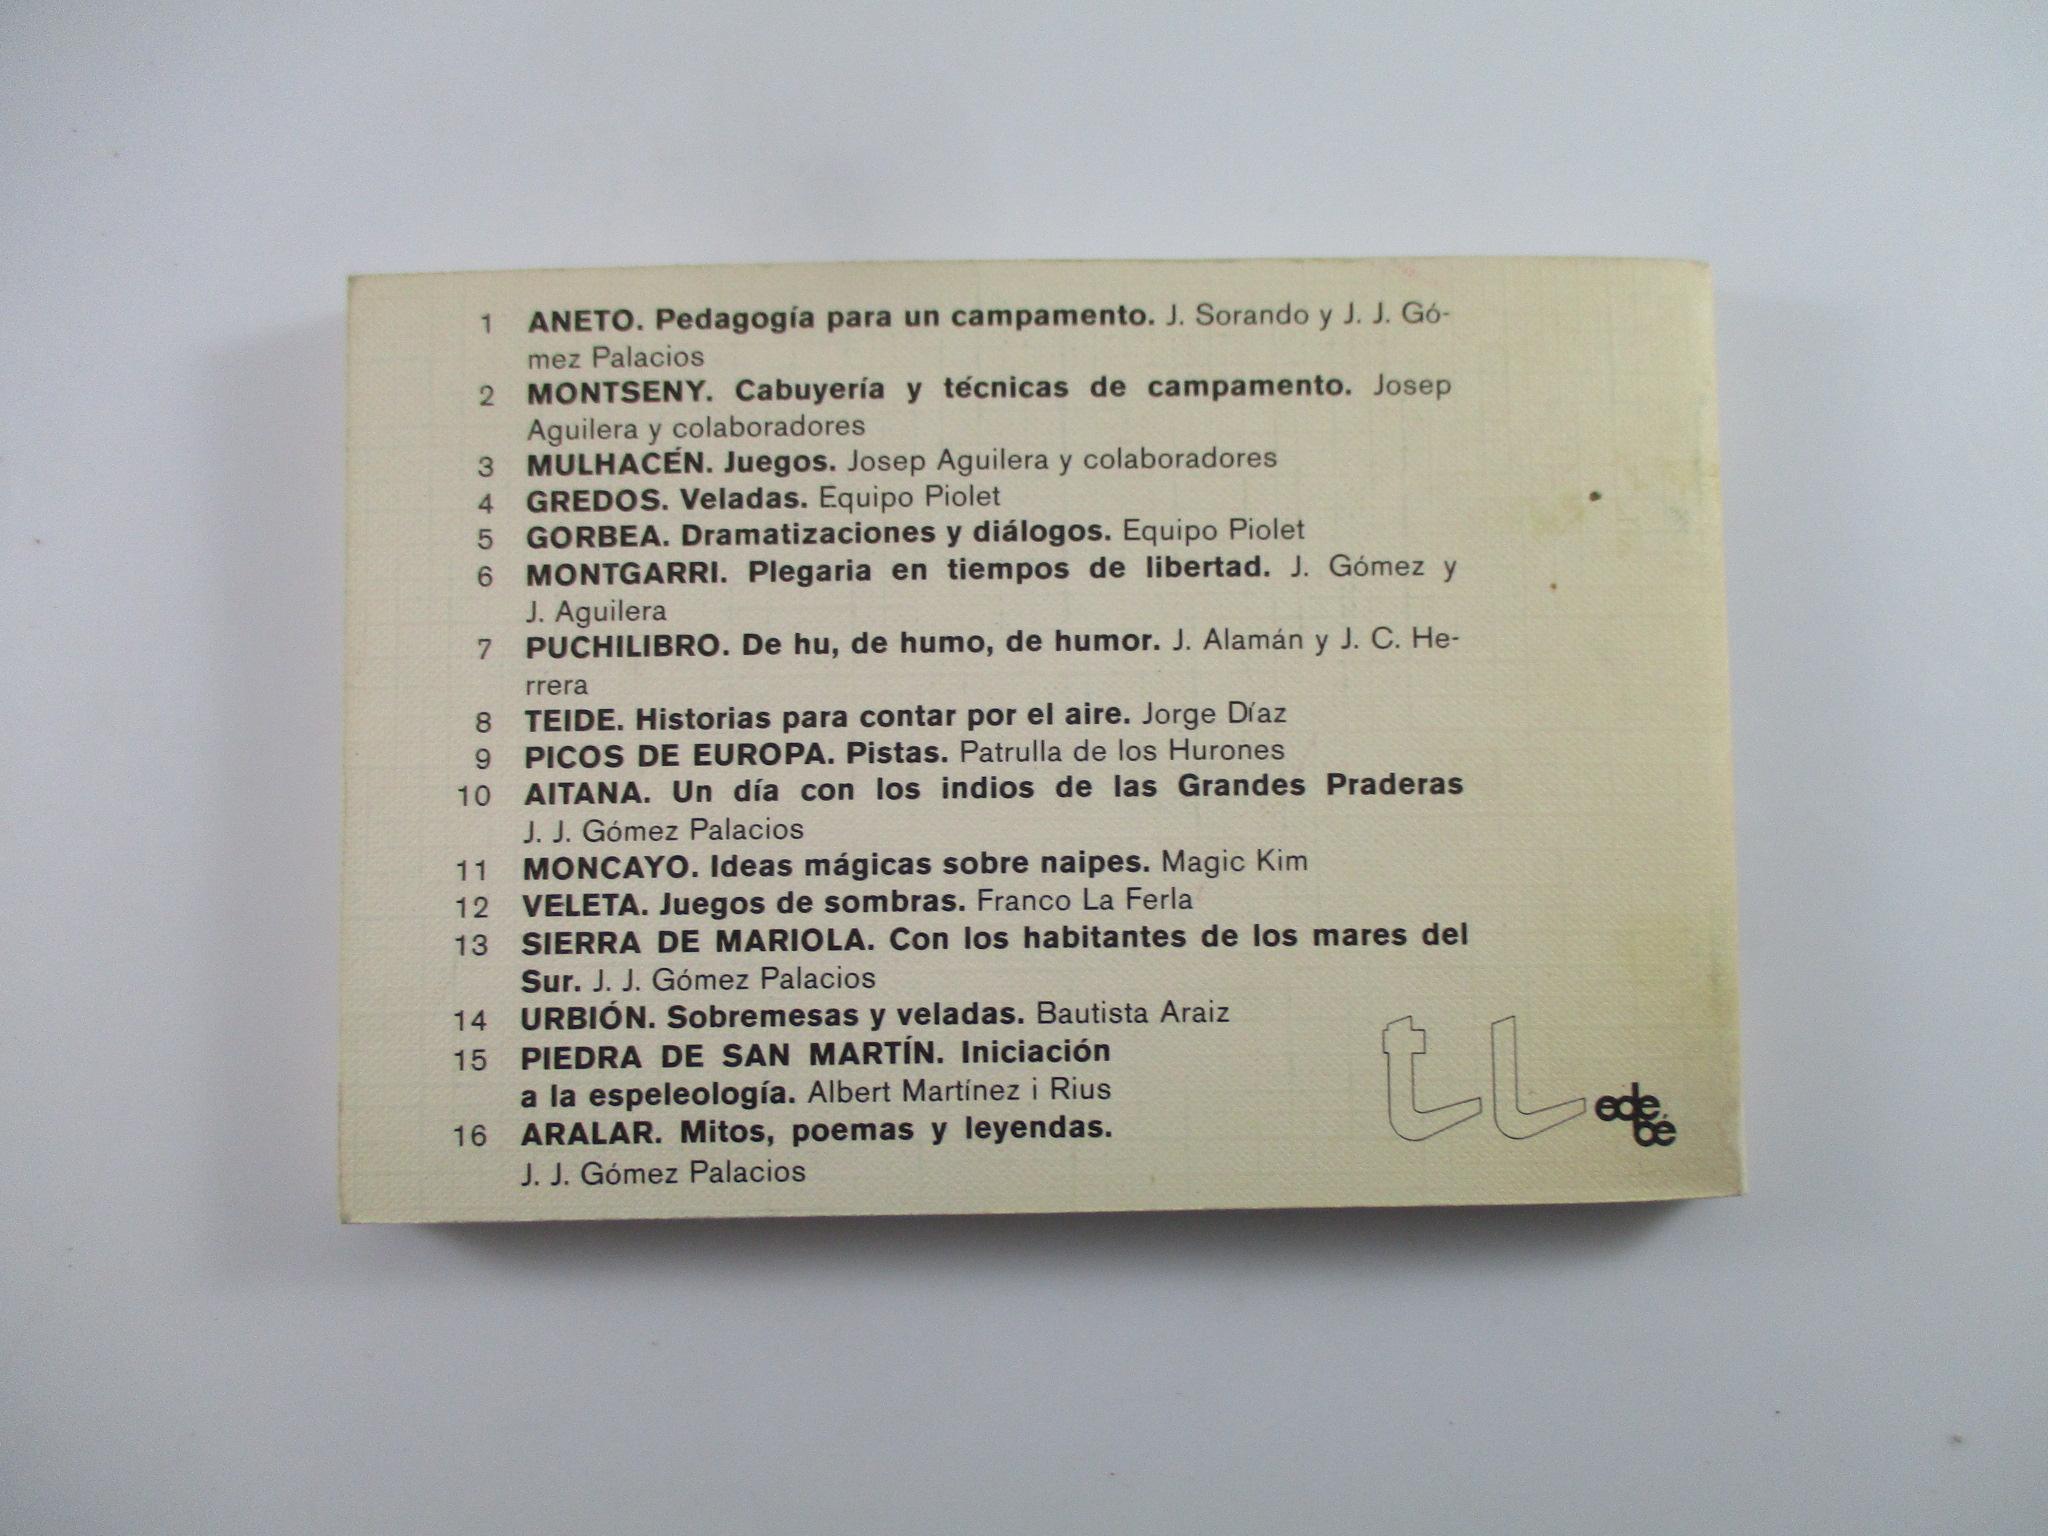 1 ANETO. Pedagogía para un campamento. J. Sorando y J. J. Gó-
mez Palacios
2 MONTSENY. Cabuyería y técnicas de campamento. Josep
Aguilera y colaboradores
3 MULHACÉN. Juegos. Josep Aguilera y colaboradores
4 GREDOS. Veladas. Equipo Piolet
5 GORBEA. Dramatizaciones y diálogos. Equipo Piolet
6 MONTGARRI. Plegaria en tiempos de libertad. J. Gómez y
J. Aguilera
7 PUCHILIBRO. De hu, de humo, de humor. J. Alamán y J. C. He-
rrera
8 TEIDE. Historias para contar por el aire. Jorge Díaz
9 PICOS DE EUROPA. Pistas. Patrulla de los Hurones
10 AITANA. Un día con los indios de las Grandes Praderas
J. J. Gómez Palacios
11 MONCAYO. Ideas mágicas sobre naipes. Magic Kim
12 VELETA. Juegos de sombras. Franco La Ferla
13 SIERRA DE MARIOLA. Con los habitantes de los mares del
Sur. J. J. Gómez Palacios
14 URBIÓN. Sobremesas y veladas. Bautista Araiz
15 PIEDRA DE SAN MARTÍN. Iniciación
a la espeleología. Albert Martínez i Rius
16 ARALAR. Mitos, poemas y leyendas.
J. J. Gómez Palacios
tL
ede
bé